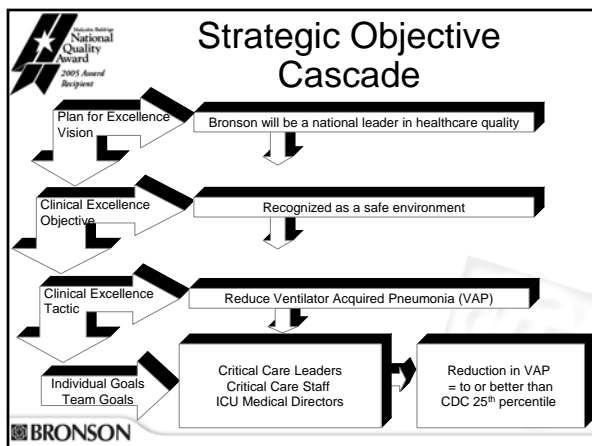 Malcolm Baldrige
National
Quality
Award
2005 Award
Recipient
Strategic Objective
Cascade
Plan for Excellence
Vision
Bronson will be a national leader in healthcare quality
Clinical Excellence
Objective
Recognized as a safe environment
Clinical Excellence
Tactic
Reduce Ventilator Acquired Pneumonia (VAP)
Individual Goals
Team Goals
Critical Care Leaders
Critical Care Staff
ICU Medical Directors
Reduction in VAP
= to or better than
CDC 25th percentile
BRONSON